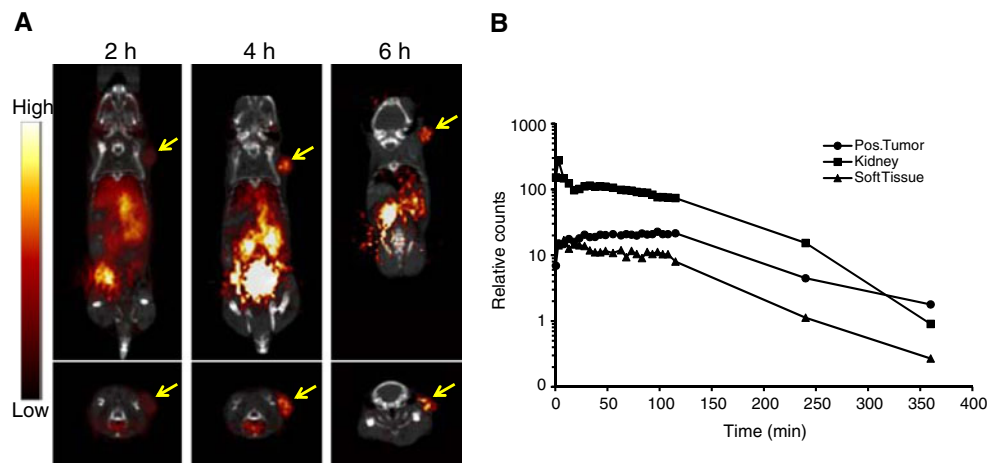 A
2 h
4 h
6 h
High
Low
B
Relative counts
1000
100
10
1
0
Pos.Tumor
Kidney
SoftTissue
0 50 100 150 200 250 300 350 400
Time (min)